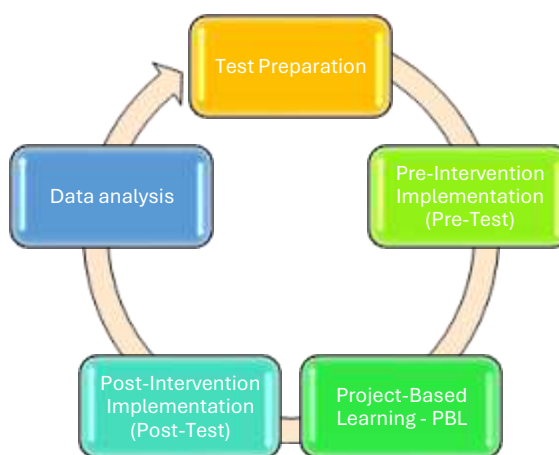 Test Preparation
Pre-Intervention
Implementation
(Pre-Test)
Project-Based
Learning - PBL
Post-Intervention
Implementation
(Post-Test)
Data analysis